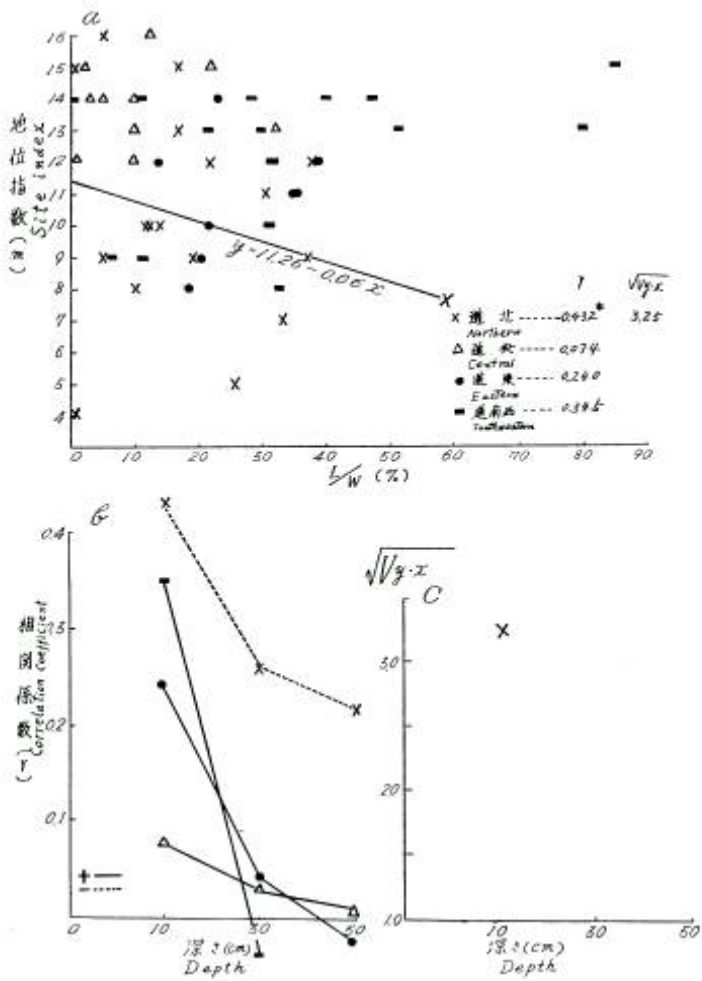 a
16
15
14
13
12
11
10
9
8
7
6
5
4
地位指数 (m)
Site index
0
10
20
30
40
50
60
70
80
90
L/W (%)
y=11.26-0.06x
r √Vy·x
× 道北 -0.432* 3.25
Northern
△ 道央 0.074
Central
● 道東 0.240
Eastern
道南西 0.345
Southwestern
b
0.4
0.3
0.2
0.1
相関係数 (r)
Correlation Coefficient
+
0
10
30
50
深さ(cm)
Depth
√Vy·x
C
3.0
2.0
1.0
10
30
50
深さ(cm)
Depth